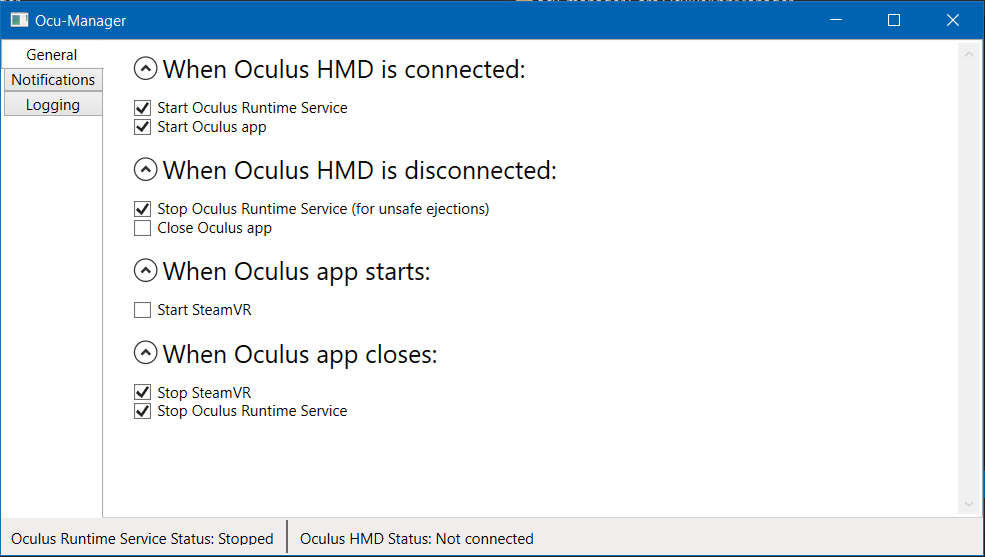 Ocu-Manager
General
Notifications
Logging
When Oculus HMD is connected:
Start Oculus Runtime Service
Start Oculus app
When Oculus HMD is disconnected:
Stop Oculus Runtime Service (for unsafe ejections)
Close Oculus app
When Oculus app starts:
Start SteamVR
When Oculus app closes:
Stop SteamVR
Stop Oculus Runtime Service
Oculus Runtime Service Status: Stopped
Oculus HMD Status: Not connected